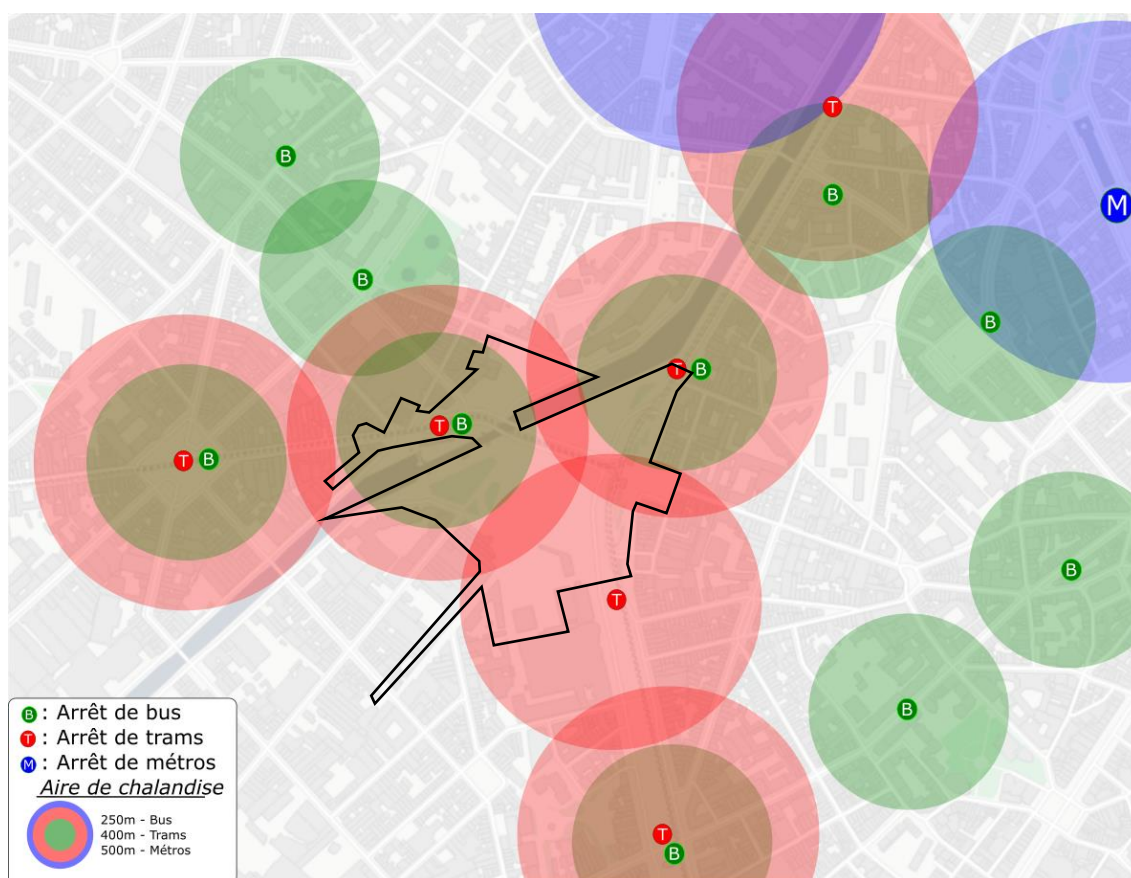 T
B
B
M
B
B
T B
T B
T B
B
T
B
T
B
B : Arrêt de bus
T : Arrêt de trams
M : Arrêt de métros
Aire de chalandise
250m - Bus
400m - Trams
500m - Métros